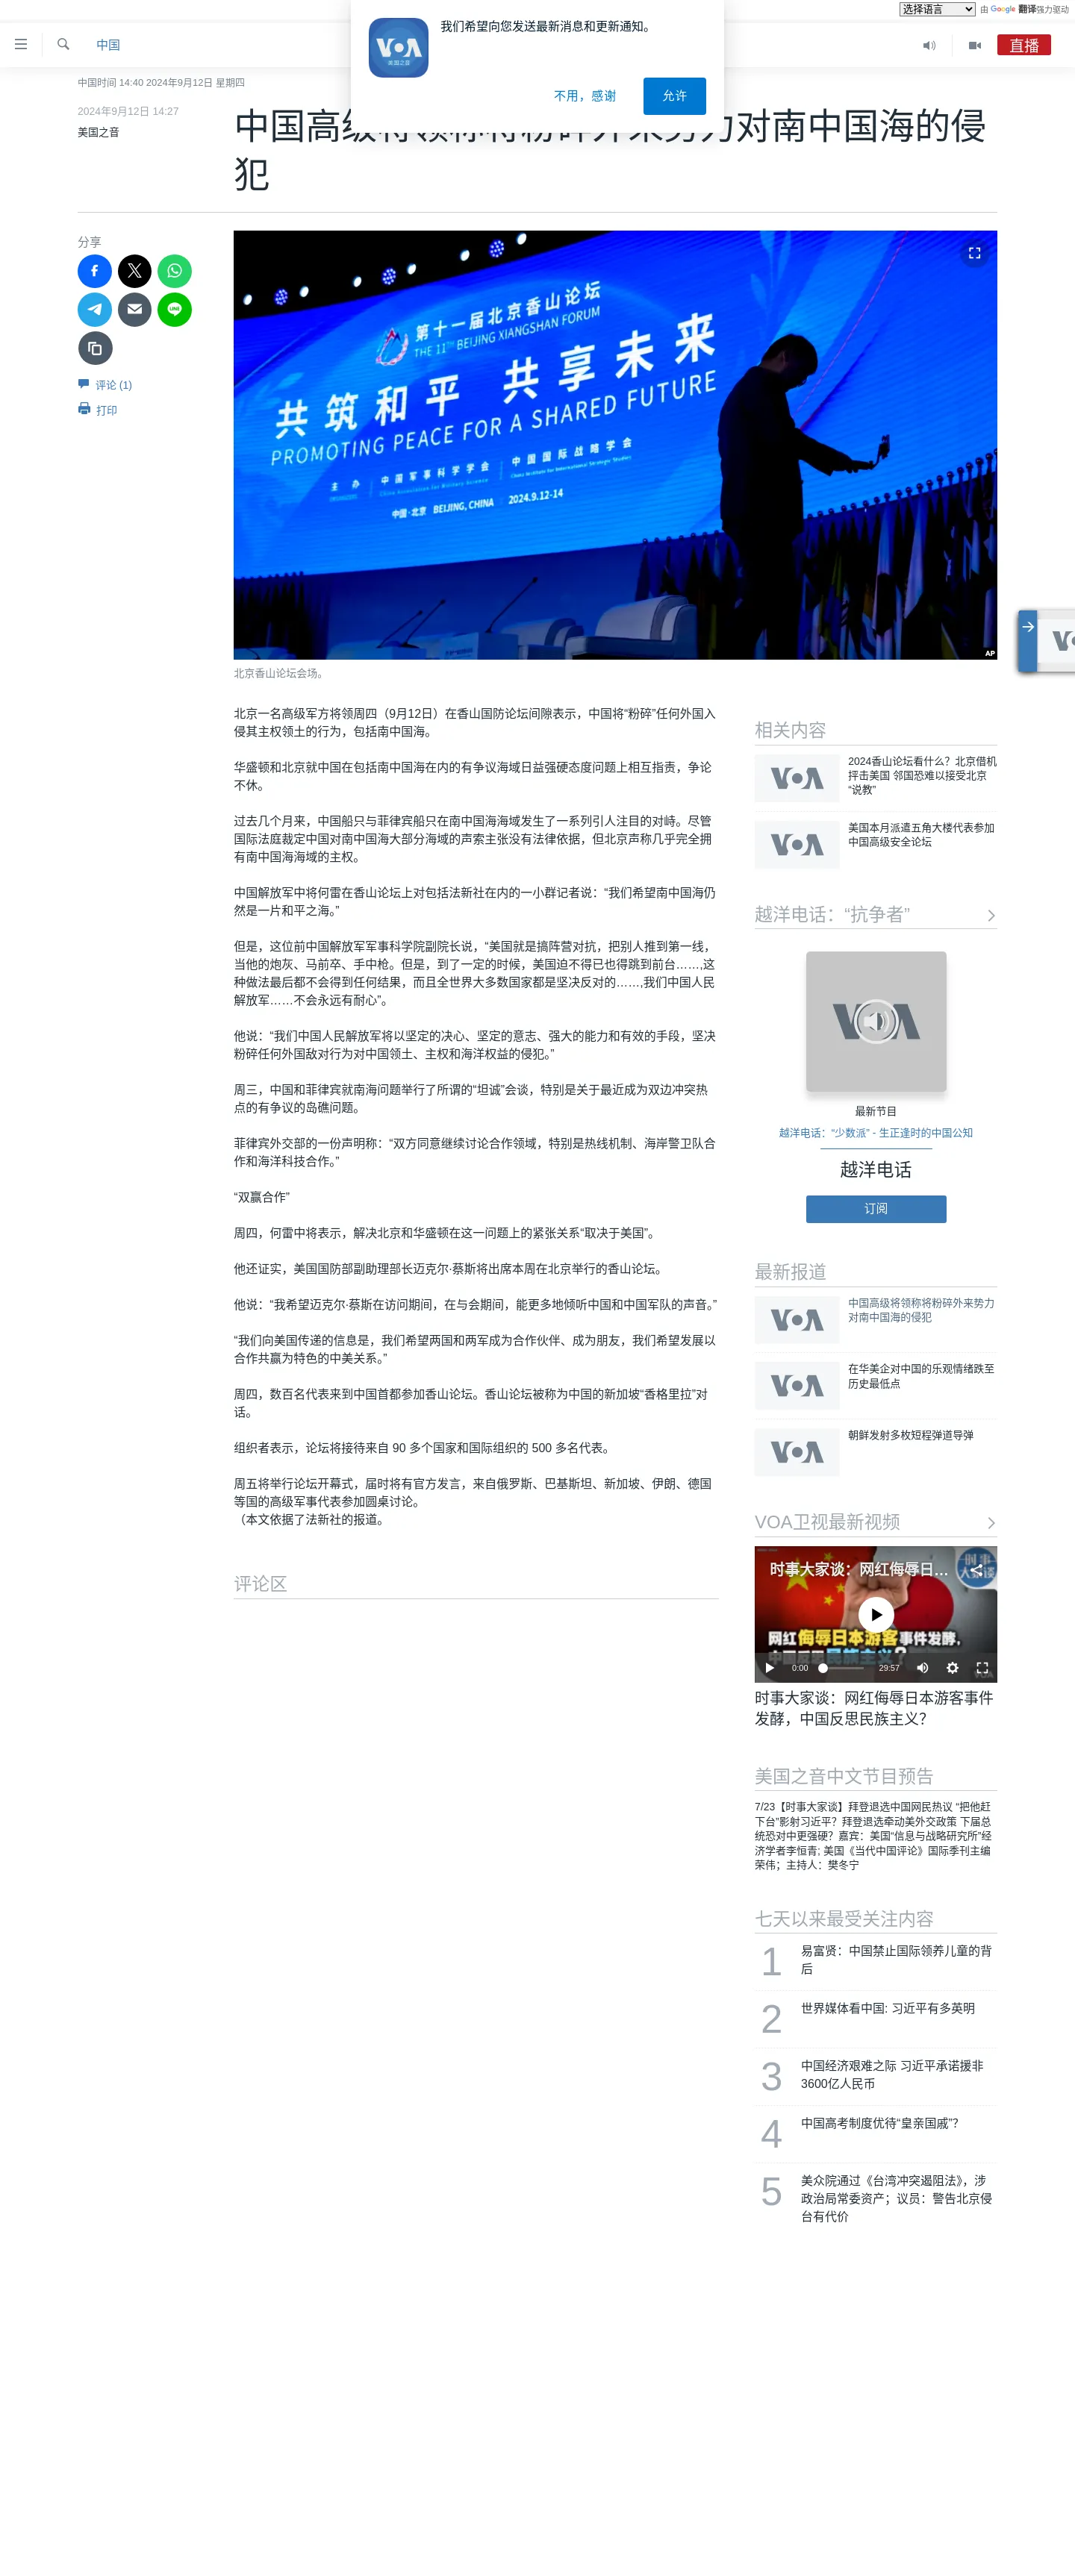 选择语言 由 Google 翻译强力驱动
我们希望向您发送最新消息和更新通知。
VOA
美国之音
不用，感谢 允许
中国
直播
中国时间 14:40 2024年9月12日 星期四
2024年9月12日 14:27
美国之音
中国高级将领称将粉碎外来势力对南中国海的侵
犯
分享
评论 (1)
打印
第十一届北京香山论坛
THE 11TH BEIJING XIANGSHAN FORUM
共筑和平 共享未来
PROMOTING PEACE FOR A SHARED FUTURE
主办 中国军事科学学会 中国国际战略学会
China Association for Military Science China Institute for International Strategic Studies
中国·北京 BEIJING, CHINA 2024.9.12-14
AP
北京香山论坛会场。
北京一名高级军方将领周四（9月12日）在香山国防论坛间隙表示，中国将“粉碎”任何外国入
侵其主权领土的行为，包括南中国海。
华盛顿和北京就中国在包括南中国海在内的有争议海域日益强硬态度问题上相互指责，争论
不休。
过去几个月来，中国船只与菲律宾船只在南中国海海域发生了一系列引人注目的对峙。尽管
国际法庭裁定中国对南中国海大部分海域的声索主张没有法律依据，但北京声称几乎完全拥
有南中国海海域的主权。
中国解放军中将何雷在香山论坛上对包括法新社在内的一小群记者说：“我们希望南中国海仍
然是一片和平之海。”
但是，这位前中国解放军军事科学院副院长说，“美国就是搞阵营对抗，把别人推到第一线，
当他的炮灰、马前卒、手中枪。但是，到了一定的时候，美国迫不得已也得跳到前台……,这
种做法最后都不会得到任何结果，而且全世界大多数国家都是坚决反对的……,我们中国人民
解放军……不会永远有耐心”。
他说：“我们中国人民解放军将以坚定的决心、坚定的意志、强大的能力和有效的手段，坚决
粉碎任何外国敌对行为对中国领土、主权和海洋权益的侵犯。”
周三，中国和菲律宾就南海问题举行了所谓的“坦诚”会谈，特别是关于最近成为双边冲突热
点的有争议的岛礁问题。
菲律宾外交部的一份声明称：“双方同意继续讨论合作领域，特别是热线机制、海岸警卫队合
作和海洋科技合作。”
“双赢合作”
周四，何雷中将表示，解决北京和华盛顿在这一问题上的紧张关系“取决于美国”。
他还证实，美国国防部副助理部长迈克尔·蔡斯将出席本周在北京举行的香山论坛。
他说：“我希望迈克尔·蔡斯在访问期间，在与会期间，能更多地倾听中国和中国军队的声音。”
“我们向美国传递的信息是，我们希望两国和两军成为合作伙伴、成为朋友，我们希望发展以
合作共赢为特色的中美关系。”
周四，数百名代表来到中国首都参加香山论坛。香山论坛被称为中国的新加坡“香格里拉”对
话。
组织者表示，论坛将接待来自 90 多个国家和国际组织的 500 多名代表。
周五将举行论坛开幕式，届时将有官方发言，来自俄罗斯、巴基斯坦、新加坡、伊朗、德国
等国的高级军事代表参加圆桌讨论。
（本文依据了法新社的报道。
评论区
相关内容
VOA
2024香山论坛看什么？北京借机
抨击美国 邻国恐难以接受北京
“说教”
VOA
美国本月派遣五角大楼代表参加
中国高级安全论坛
越洋电话：“抗争者”
VOA
最新节目
越洋电话：“少数派” - 生正逢时的中国公知
越洋电话
订阅
最新报道
VOA
中国高级将领称将粉碎外来势力
对南中国海的侵犯
VOA
在华美企对中国的乐观情绪跌至
历史最低点
VOA
朝鲜发射多枚短程弹道导弹
VOA卫视最新视频
时事大家谈：网红侮辱日...
时事
大家谈
网红侮辱日本游客事件发酵，
中国反思民族主义？
0:00 29:57
VOA
时事大家谈：网红侮辱日本游客事件
发酵，中国反思民族主义？
美国之音中文节目预告
7/23【时事大家谈】拜登退选中国网民热议 “把他赶
下台”影射习近平？拜登退选牵动美外交政策 下届总
统恐对中更强硬？嘉宾：美国“信息与战略研究所”经
济学者李恒青; 美国《当代中国评论》国际季刊主编
荣伟；主持人：樊冬宁
七天以来最受关注内容
1 易富贤：中国禁止国际领养儿童的背
后
2 世界媒体看中国: 习近平有多英明
3 中国经济艰难之际 习近平承诺援非
3600亿人民币
4 中国高考制度优待“皇亲国戚”？
5 美众院通过《台湾冲突遏阻法》，涉
政治局常委资产；议员：警告北京侵
台有代价